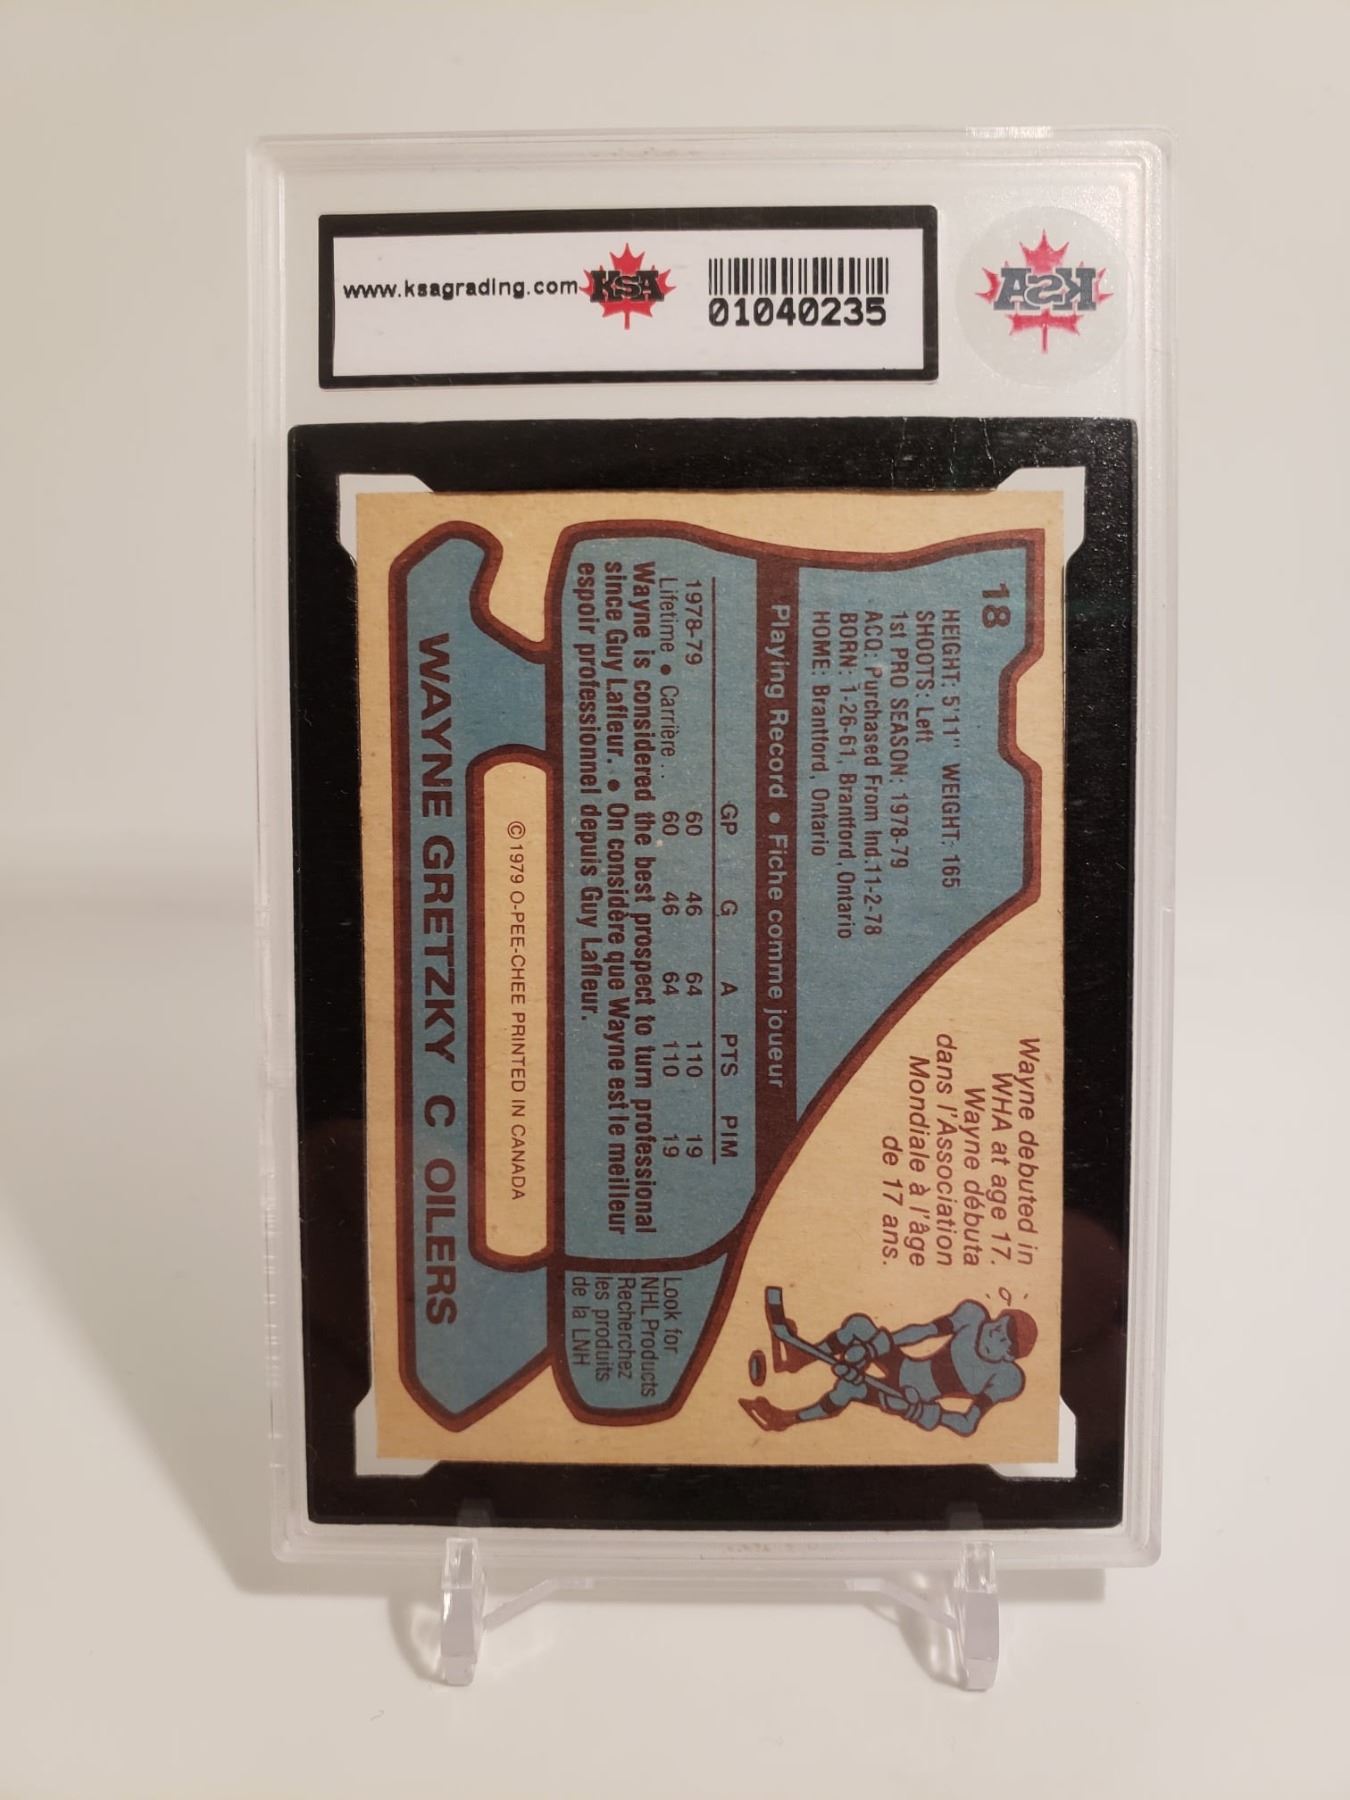 www.ksagrading.com
KSA
01040235
KSA
18
HEIGHT: 5'11" WEIGHT: 165
SHOOTS: Left
1st PRO SEASON: 1978-79
ACQ: Purchased From Ind.11-2-78
BORN: 1-26-61, Brantford, Ontario
HOME: Brantford, Ontario
Wayne debuted in
WHA at age 17.
Wayne débuta
dans l'Association
Mondiale à l'âge
de 17 ans.
Playing Record • Fiche comme joueur
GP G A PTS PIM
1978-79 60 46 64 110 19
Lifetime • Carrière .. 60 46 64 110 19
Wayne is considered the best prospect to turn professional
since Guy Lafleur. • On considère que Wayne est le meilleur
espoir professionnel depuis Guy Lafleur.
Look for
NHL Products
Recherchez
les produits
de la LNH
© 1979 O-PEE-CHEE PRINTED IN CANADA
WAYNE GRETZKY C OILERS